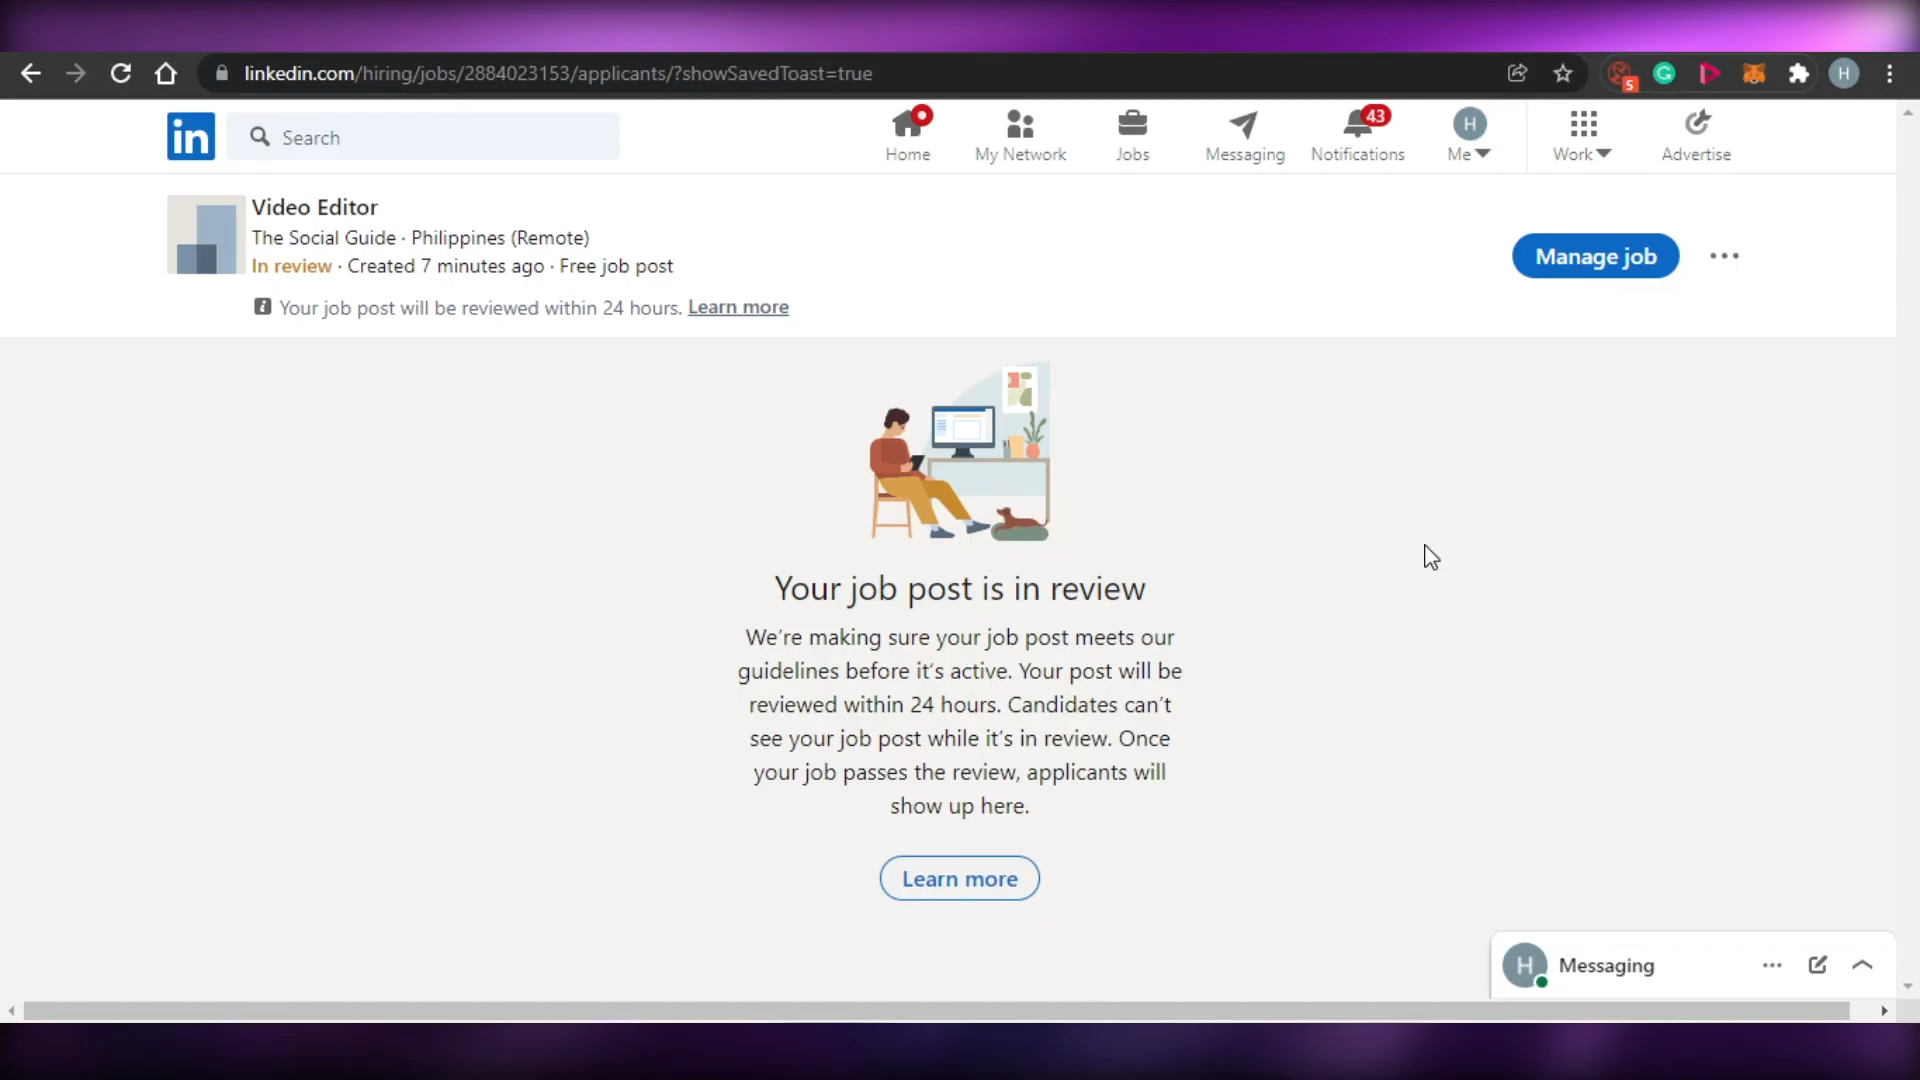 linkedin.com/hiring/jobs/2884023153/applicants/?showSavedToast=true
5
G
H
in
Search
Home
My Network
Jobs
Messaging
43
Notifications
H
Me
Work
Advertise
Video Editor
The Social Guide · Philippines (Remote)
In review · Created 7 minutes ago · Free job post
Your job post will be reviewed within 24 hours. Learn more
Manage job
Your job post is in review
We're making sure your job post meets our
guidelines before it's active. Your post will be
reviewed within 24 hours. Candidates can't
see your job post while it's in review. Once
your job passes the review, applicants will
show up here.
Learn more
H
Messaging